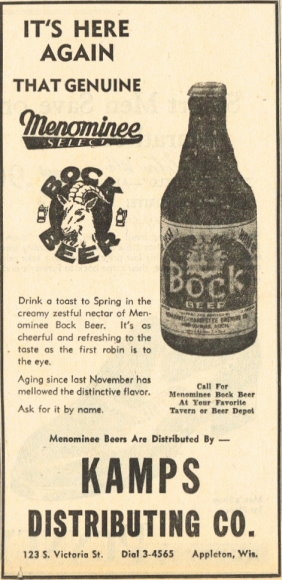 IT'S HERE
AGAIN
THAT GENUINE
Menominee
SELECT
BOCK
BEER
Bock
BEER
Drink a toast to Spring in the
creamy zestful nectar of Men-
ominee Bock Beer. It's as
cheerful and refreshing to the
taste as the first robin is to
the eye.
Aging since last November has
mellowed the distinctive flavor.
Ask for it by name.
Call For
Menominee Bock Beer
At Your Favorite
Tavern or Beer Depot
Menominee Beers Are Distributed By —
KAMPS
DISTRIBUTING CO.
123 S. Victoria St. Dial 3-4565 Appleton, Wis.